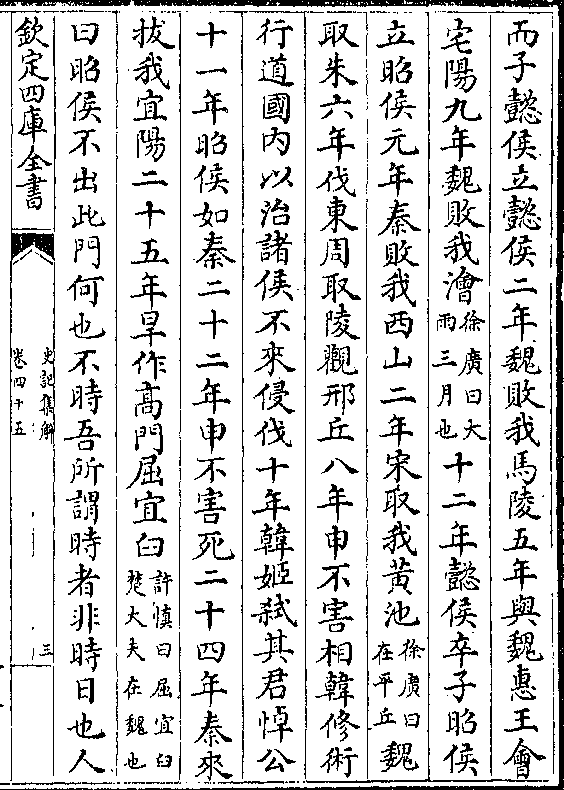 而子懿侯立懿侯二年魏敗我馬陵五年與魏惠王會
宅陽九年魏敗我澮徐廣曰大雨三月也十二年懿侯卒子昭侯
立昭侯元年秦敗我西山二年宋取我黃池徐廣曰在平丘魏
取朱六年伐東周取陵觀邢丘八年申不害相韓修術
行道國內以治諸侯不來侵伐十年韓姬弑其君悼公
十一年昭侯如秦二十二年申不害死二十四年秦來
拔我宜陽二十五年旱作高門屈宜臼許慎曰屈宜臼楚大夫在魏也
曰昭侯不出此門何也不時吾所謂時者非時日也人
欽定四庫全書
史記集解
卷四十五
三